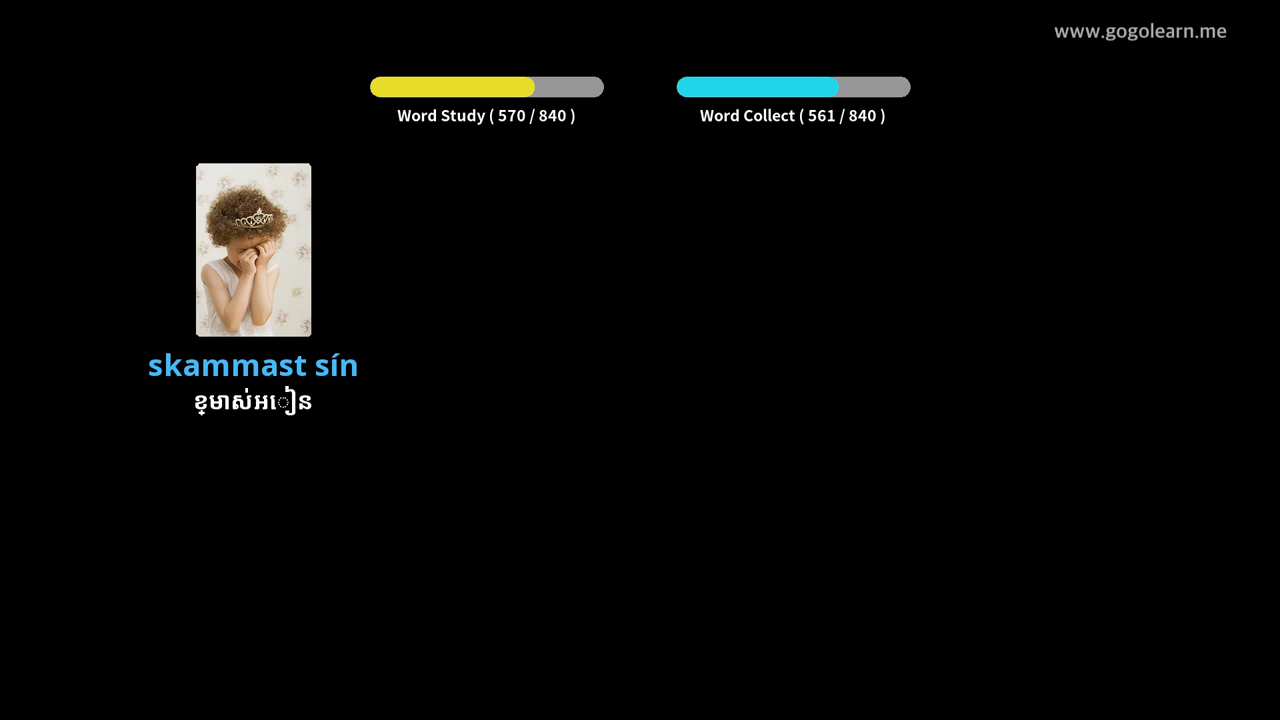 www.gogolearn.me
Word Study ( 570 / 840 )
Word Collect ( 561 / 840 )
skammast sín
ខ្មាស់អៀន